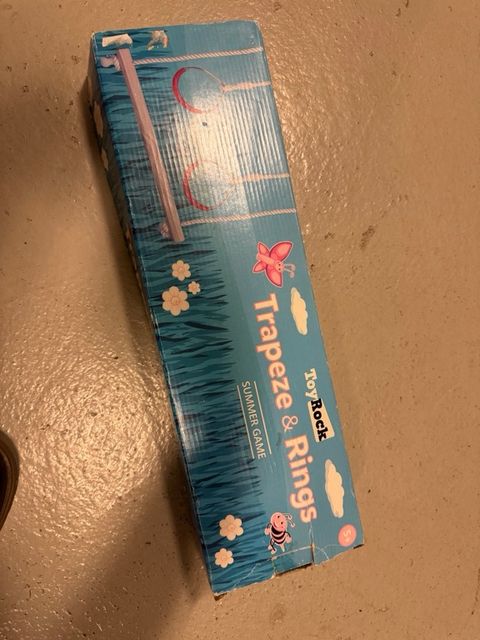 ToyRock
Trapeze & Rings
SUMMER GAME